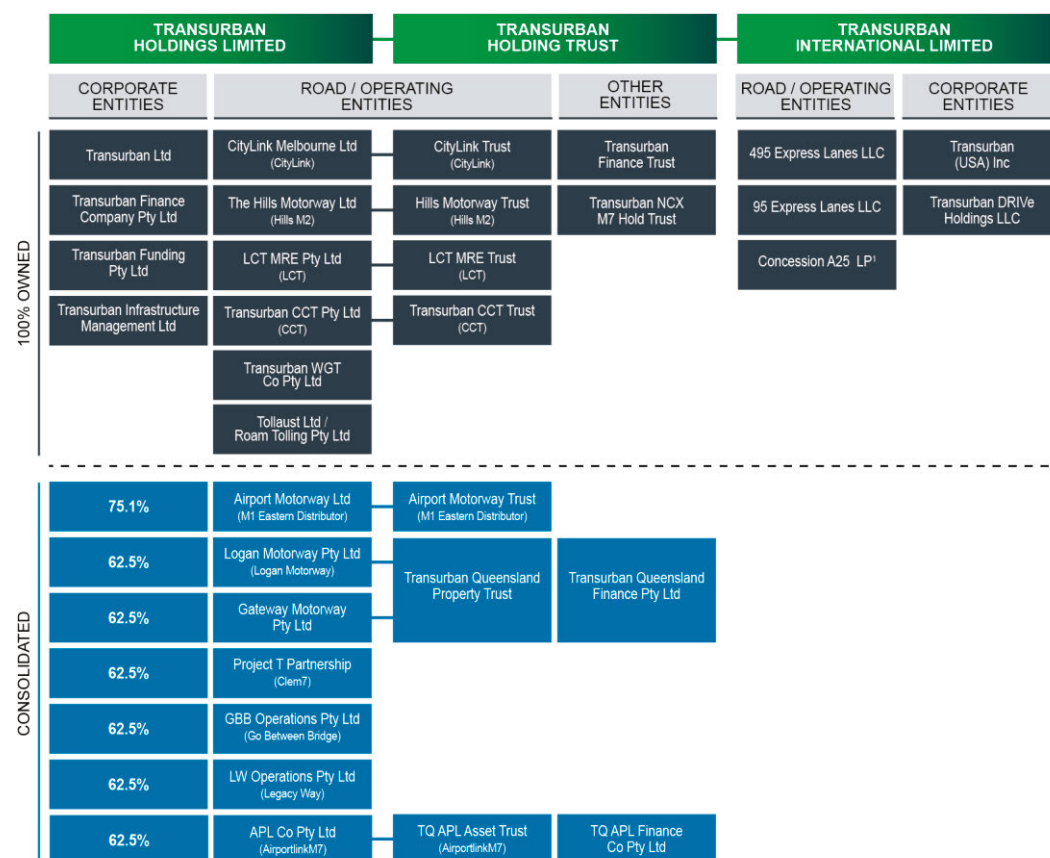 TRANSURBAN
HOLDINGS LIMITED
TRANSURBAN
HOLDING TRUST
TRANSURBAN
INTERNATIONAL LIMITED
CORPORATE
ENTITIES
ROAD / OPERATING
ENTITIES
OTHER
ENTITIES
ROAD / OPERATING
ENTITIES
CORPORATE
ENTITIES
100% OWNED
Transurban Ltd
CityLink Melbourne Ltd
(CityLink)
CityLink Trust
(CityLink)
Transurban
Finance Trust
495 Express Lanes LLC
Transurban
(USA) Inc
Transurban Finance
Company Pty Ltd
The Hills Motorway Ltd
(Hills M2)
Hills Motorway Trust
(Hills M2)
Transurban NCX
M7 Hold Trust
95 Express Lanes LLC
Transurban DRIVe
Holdings LLC
Transurban Funding
Pty Ltd
LCT MRE Pty Ltd
(LCT)
LCT MRE Trust
(LCT)
Concession A25 LP¹
Transurban Infrastructure
Management Ltd
Transurban CCT Pty Ltd
(CCT)
Transurban CCT Trust
(CCT)
Transurban WGT
Co Pty Ltd
Tollaust Ltd /
Roam Tolling Pty Ltd
CONSOLIDATED
75.1%
Airport Motorway Ltd
(M1 Eastern Distributor)
Airport Motorway Trust
(M1 Eastern Distributor)
62.5%
Logan Motorway Pty Ltd
(Logan Motorway)
Transurban Queensland
Property Trust
Transurban Queensland
Finance Pty Ltd
62.5%
Gateway Motorway
Pty Ltd
62.5%
Project T Partnership
(Clem7)
62.5%
GBB Operations Pty Ltd
(Go Between Bridge)
62.5%
LW Operations Pty Ltd
(Legacy Way)
62.5%
APL Co Pty Ltd
(AirportlinkM7)
TQ APL Asset Trust
(AirportlinkM7)
TQ APL Finance
Co Pty Ltd